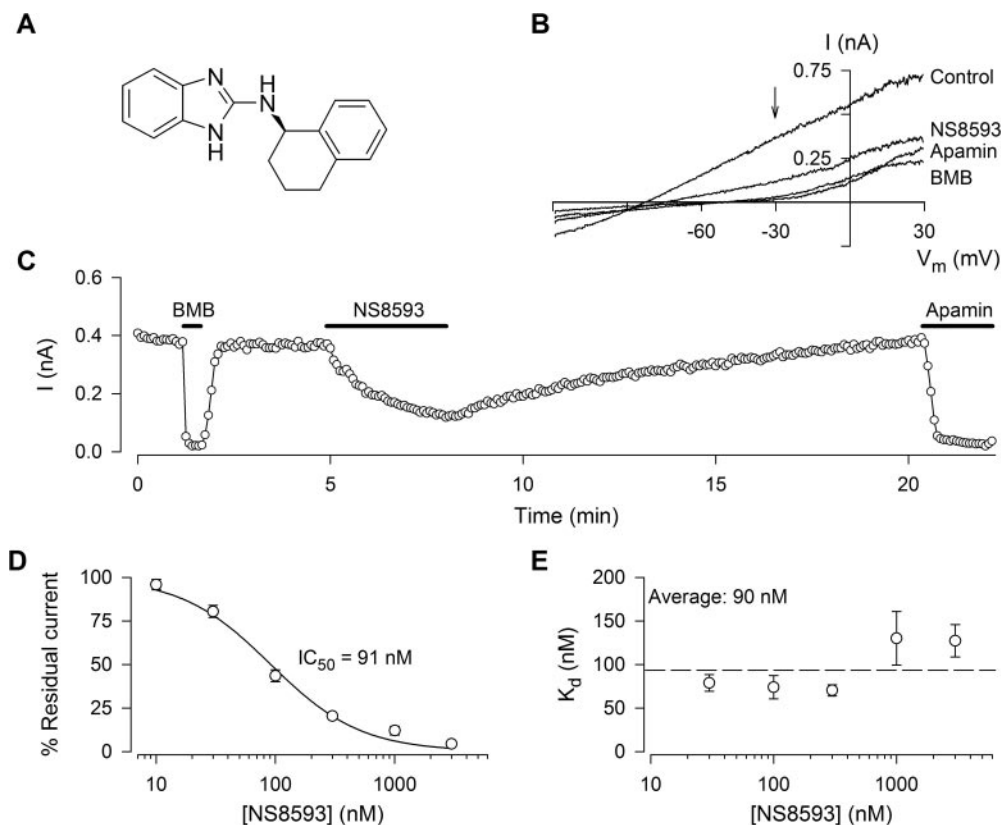 A
N
H
N
N
H
B
I (nA)
0.75
Control
NS8593
0.25
Apamin
BMB
-60
-30
30
V_m (mV)
C
0.6
BMB
NS8593
Apamin
0.4
I (nA)
0.2
0.0
0
5
10
15
20
Time (min)
D
100
% Residual current
75
50
IC_50 = 91 nM
25
0
10
100
1000
[NS8593] (nM)
E
200
Average: 90 nM
150
K_d (nM)
100
50
0
10
100
1000
[NS8593] (nM)